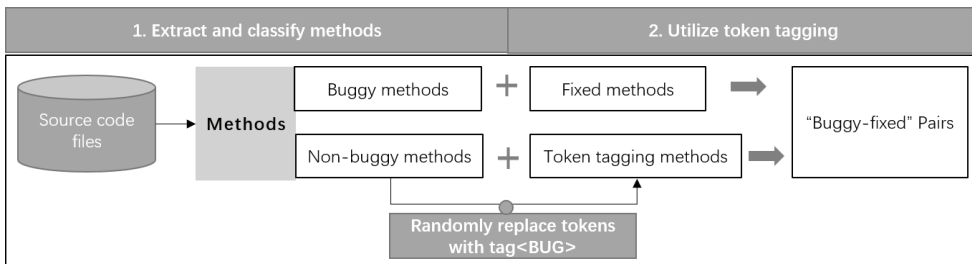 1. Extract and classify methods
2. Utilize token tagging
Source code
files
Methods
Buggy methods
+
Fixed methods
Non-buggy methods
+
Token tagging methods
“Buggy-fixed” Pairs
Randomly replace tokens
with tag<BUG>